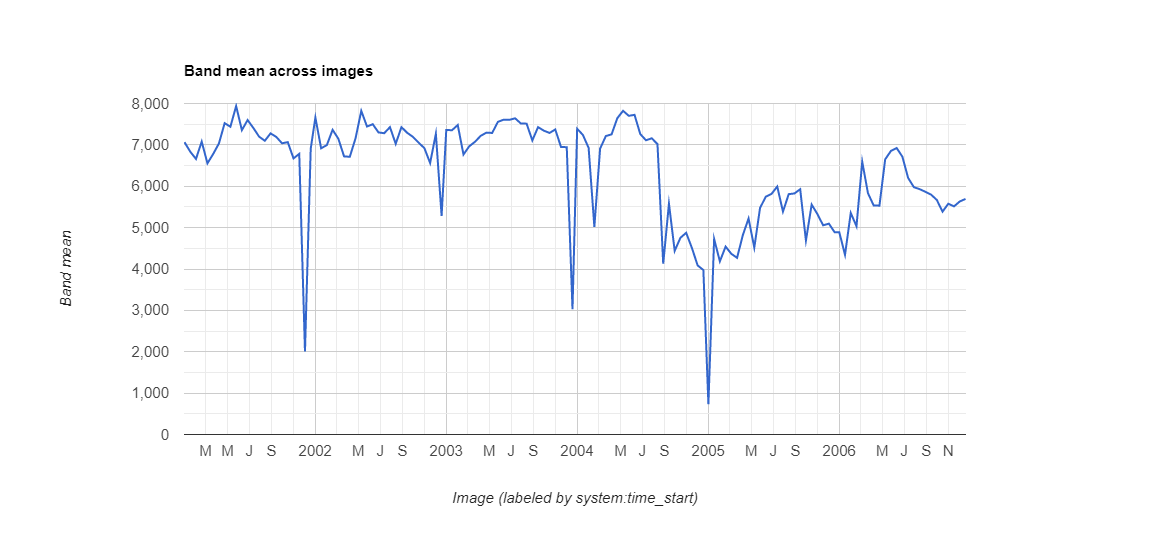 Band mean across images
8,000
7,000
6,000
5,000
4,000
3,000
2,000
1,000
0
Band mean
M M J S 2002 M J S 2003 M J S 2004 M J S 2005 M J S 2006 M J S N
Image (labeled by system:time_start)